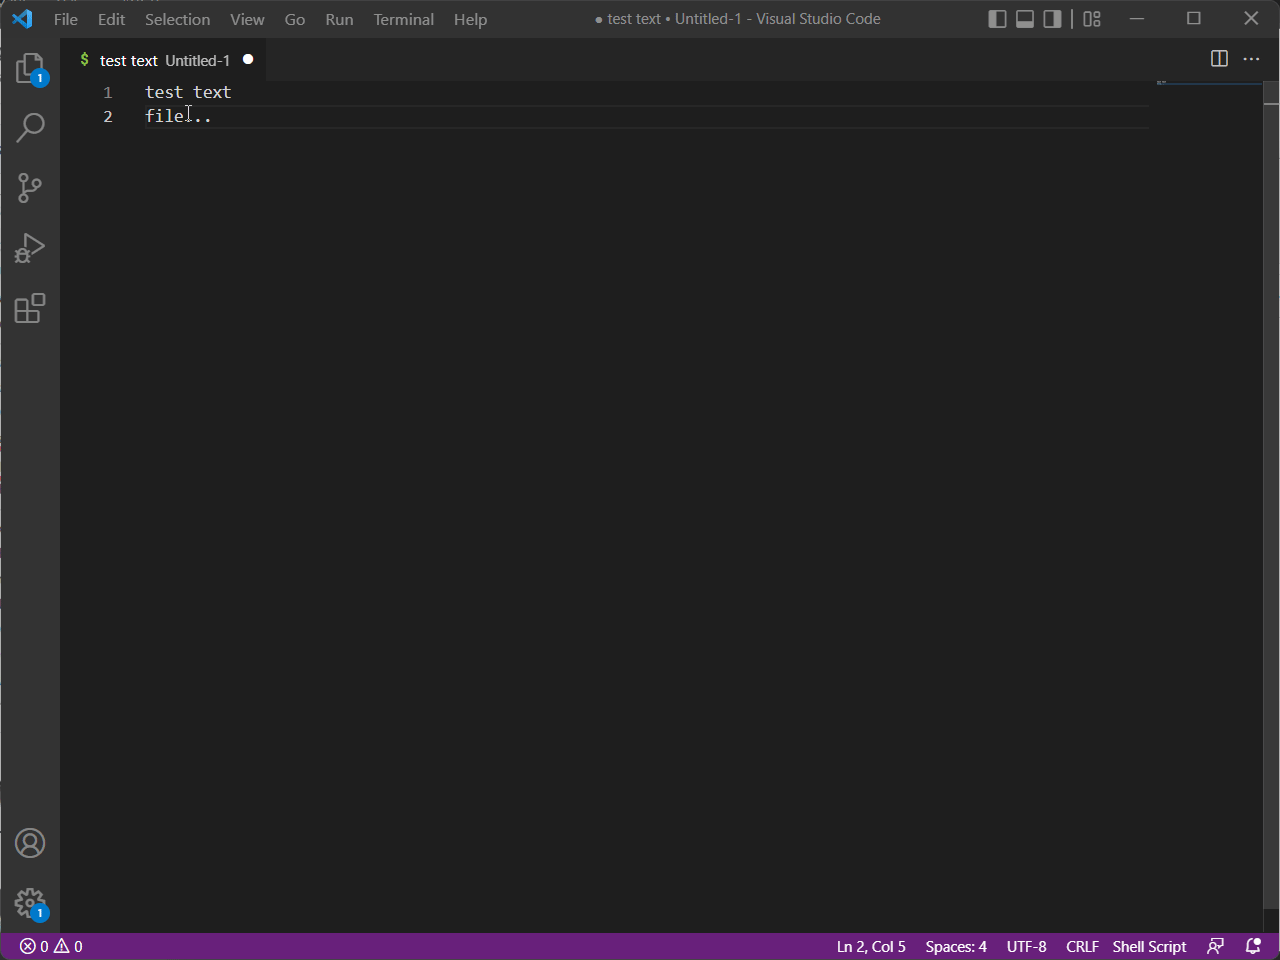 File Edit Selection View Go Run Terminal Help ● test text • Untitled-1 - Visual Studio Code
1
$ test text Untitled-1
1 test text
2 file...
1
0 0 Ln 2, Col 5 Spaces: 4 UTF-8 CRLF Shell Script